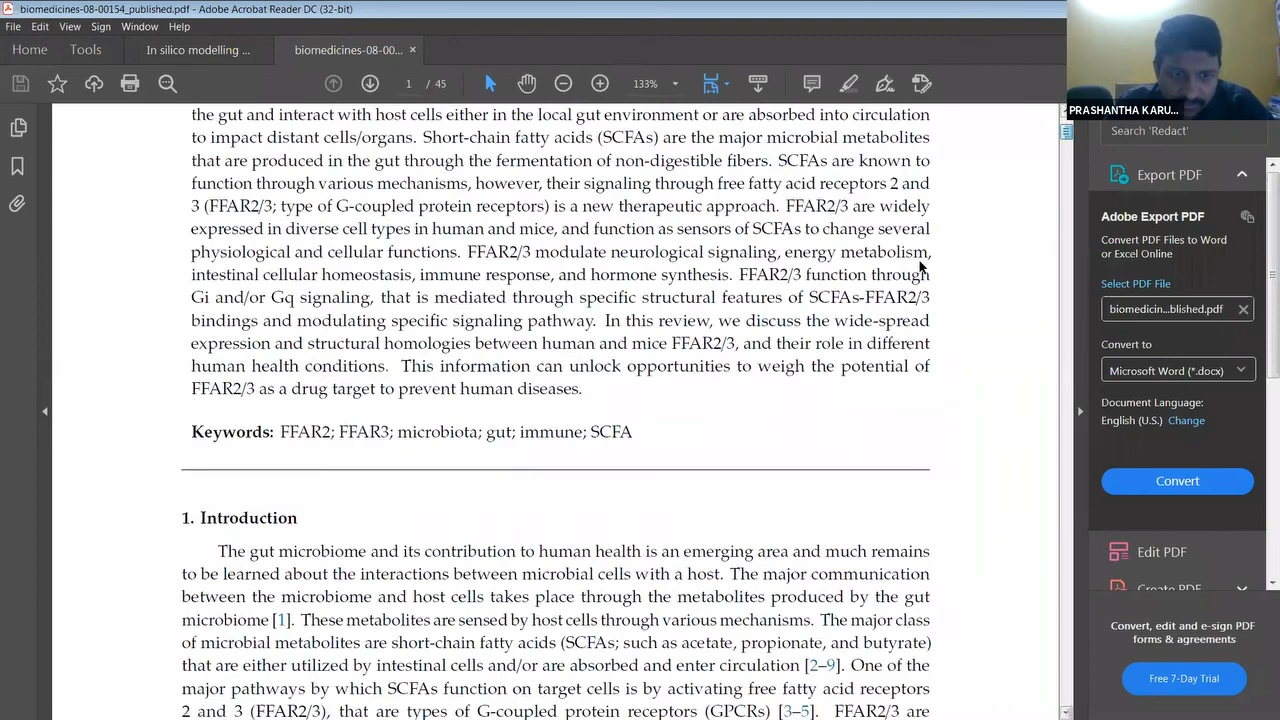 biomedicines-08-00154_published.pdf - Adobe Acrobat Reader DC (32-bit)
File Edit View Sign Window Help
Home Tools In silico modelling ... biomedicines-08-00... ×
1 / 45 133%
PRASHANTHA KARU...
the gut and interact with host cells either in the local gut environment or are absorbed into circulation
to impact distant cells/organs. Short-chain fatty acids (SCFAs) are the major microbial metabolites
that are produced in the gut through the fermentation of non-digestible fibers. SCFAs are known to
function through various mechanisms, however, their signaling through free fatty acid receptors 2 and
3 (FFAR2/3; type of G-coupled protein receptors) is a new therapeutic approach. FFAR2/3 are widely
expressed in diverse cell types in human and mice, and function as sensors of SCFAs to change several
physiological and cellular functions. FFAR2/3 modulate neurological signaling, energy metabolism,
intestinal cellular homeostasis, immune response, and hormone synthesis. FFAR2/3 function through
Gi and/or Gq signaling, that is mediated through specific structural features of SCFAs-FFAR2/3
bindings and modulating specific signaling pathway. In this review, we discuss the wide-spread
expression and structural homologies between human and mice FFAR2/3, and their role in different
human health conditions. This information can unlock opportunities to weigh the potential of
FFAR2/3 as a drug target to prevent human diseases.
Keywords: FFAR2; FFAR3; microbiota; gut; immune; SCFA
1. Introduction
The gut microbiome and its contribution to human health is an emerging area and much remains
to be learned about the interactions between microbial cells with a host. The major communication
between the microbiome and host cells takes place through the metabolites produced by the gut
microbiome [1]. These metabolites are sensed by host cells through various mechanisms. The major class
of microbial metabolites are short-chain fatty acids (SCFAs; such as acetate, propionate, and butyrate)
that are either utilized by intestinal cells and/or are absorbed and enter circulation [2–9]. One of the
major pathways by which SCFAs function on target cells is by activating free fatty acid receptors
2 and 3 (FFAR2/3), that are types of G-coupled protein receptors (GPCRs) [3–5]. FFAR2/3 are
Search 'Redact'
Export PDF
Adobe Export PDF
Convert PDF Files to Word
or Excel Online
Select PDF File
biomedicin...blished.pdf
Convert to
Microsoft Word (*.docx)
Document Language:
English (U.S.) Change
Convert
Edit PDF
Create PDF
Convert, edit and e-sign PDF
forms & agreements
Free 7-Day Trial